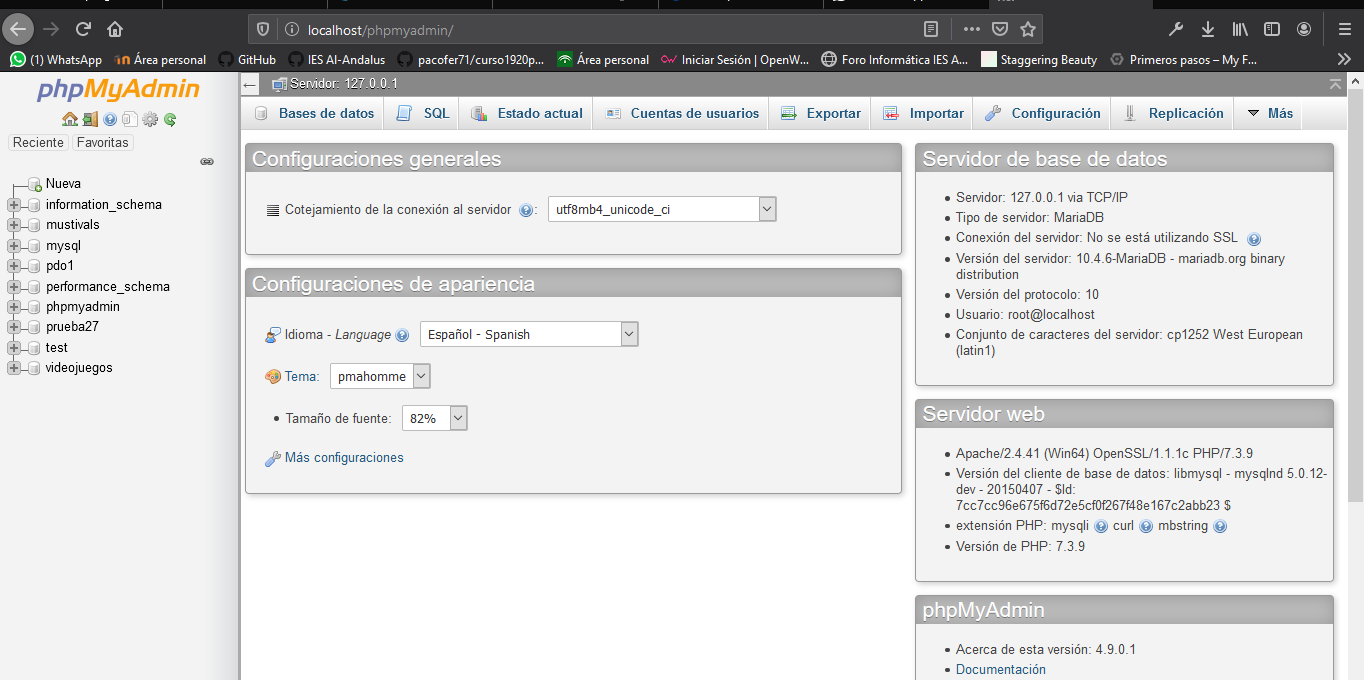 localhost/phpmyadmin/
(1) WhatsApp
Área personal
GitHub
IES Al-Andalus
pacofer71/curso1920p...
Área personal
Iniciar Sesión | OpenW...
Foro Informática IES A...
Staggering Beauty
Primeros pasos – My F...
phpMyAdmin
Reciente
Favoritas
Nueva
information_schema
mustivals
mysql
pdo1
performance_schema
phpmyadmin
prueba27
test
videojuegos
Servidor: 127.0.0.1
Bases de datos
SQL
Estado actual
Cuentas de usuarios
Exportar
Importar
Configuración
Replicación
Más
Configuraciones generales
Cotejamiento de la conexión al servidor : utf8mb4_unicode_ci
Configuraciones de apariencia
Idioma - Language Español - Spanish
Tema: pmahomme
Tamaño de fuente: 82%
Más configuraciones
Servidor de base de datos
Servidor: 127.0.0.1 via TCP/IP
Tipo de servidor: MariaDB
Conexión del servidor: No se está utilizando SSL
Versión del servidor: 10.4.6-MariaDB - mariadb.org binary
distribution
Versión del protocolo: 10
Usuario: root@localhost
Conjunto de caracteres del servidor: cp1252 West European
(latin1)
Servidor web
Apache/2.4.41 (Win64) OpenSSL/1.1.1c PHP/7.3.9
Versión del cliente de base de datos: libmysql - mysqlnd 5.0.12-
dev - 20150407 - $Id:
7cc7cc96e675f6d72e5cf0f267f48e167c2abb23 $
extensión PHP: mysqli curl mbstring
Versión de PHP: 7.3.9
phpMyAdmin
Acerca de esta versión: 4.9.0.1
Documentación